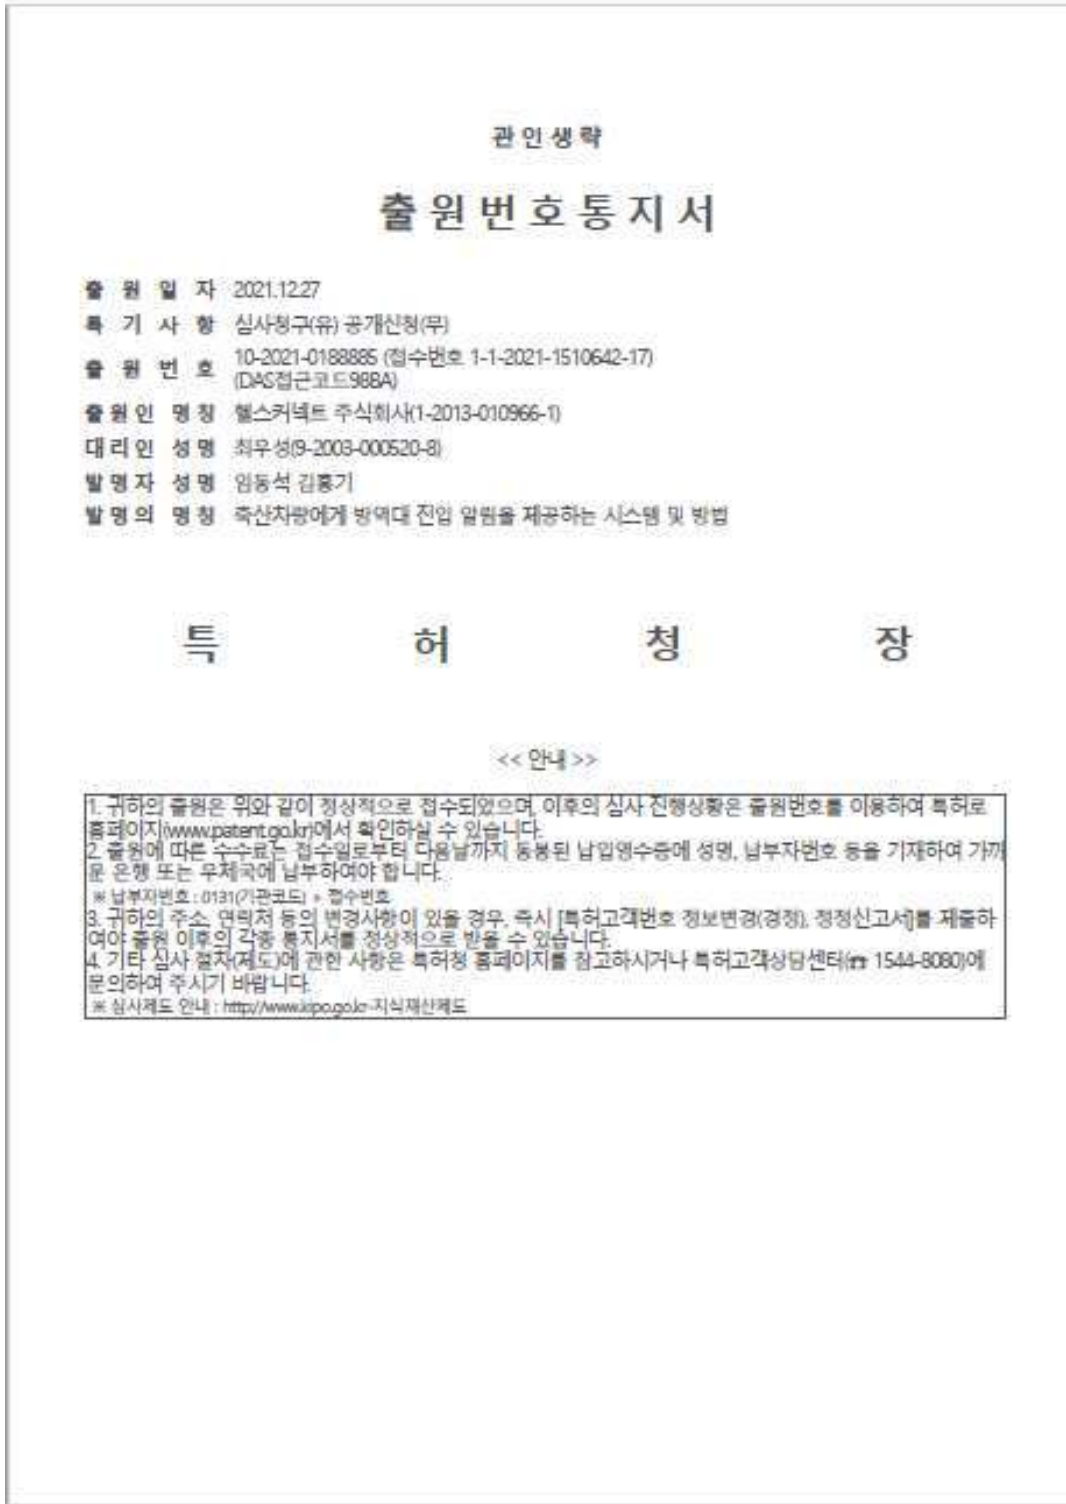 관 인 생 략
출 원 번 호 통 지 서
출 원 일 자 2021.12.27
특 기 사 항 심사청구(유) 공개신청(무)
출 원 번 호 10-2021-0188885 (접수번호 1-1-2021-1510642-17)
(DAS접근코드98BA)
출원인 명칭 헬스커넥트 주식회사(1-2013-010966-1)
대리인 성명 최우성(9-2003-000520-8)
발명자 성명 임동석 김홍기
발명의 명칭 축산차량에게 방역대 진입 알림을 제공하는 시스템 및 방법
특 허 청 장
<< 안내 >>
1. 귀하의 출원은 위와 같이 정상적으로 접수되었으며, 이후의 심사 진행상황은 출원번호를 이용하여 특허로
홈페이지(www.patent.go.kr)에서 확인하실 수 있습니다.
2. 출원에 따른 수수료는 접수일로부터 다음날까지 동봉된 납입영수증에 성명, 납부자번호 등을 기재하여 가까
운 은행 또는 우체국에 납부하여야 합니다.
※ 납부자번호 : 0131(기관코드) + 접수번호
3. 귀하의 주소, 연락처 등의 변경사항이 있을 경우, 즉시 [특허고객번호 정보변경(경정), 정정신고서]를 제출하
여야 출원 이후의 각종 통지서를 정상적으로 받을 수 있습니다.
4. 기타 심사 절차(제도)에 관한 사항은 특허청 홈페이지를 참고하시거나 특허고객상담센터(☎ 1544-8080)에
문의하여 주시기 바랍니다.
※ 심사제도 안내 : http://www.kipo.go.kr-지식재산제도